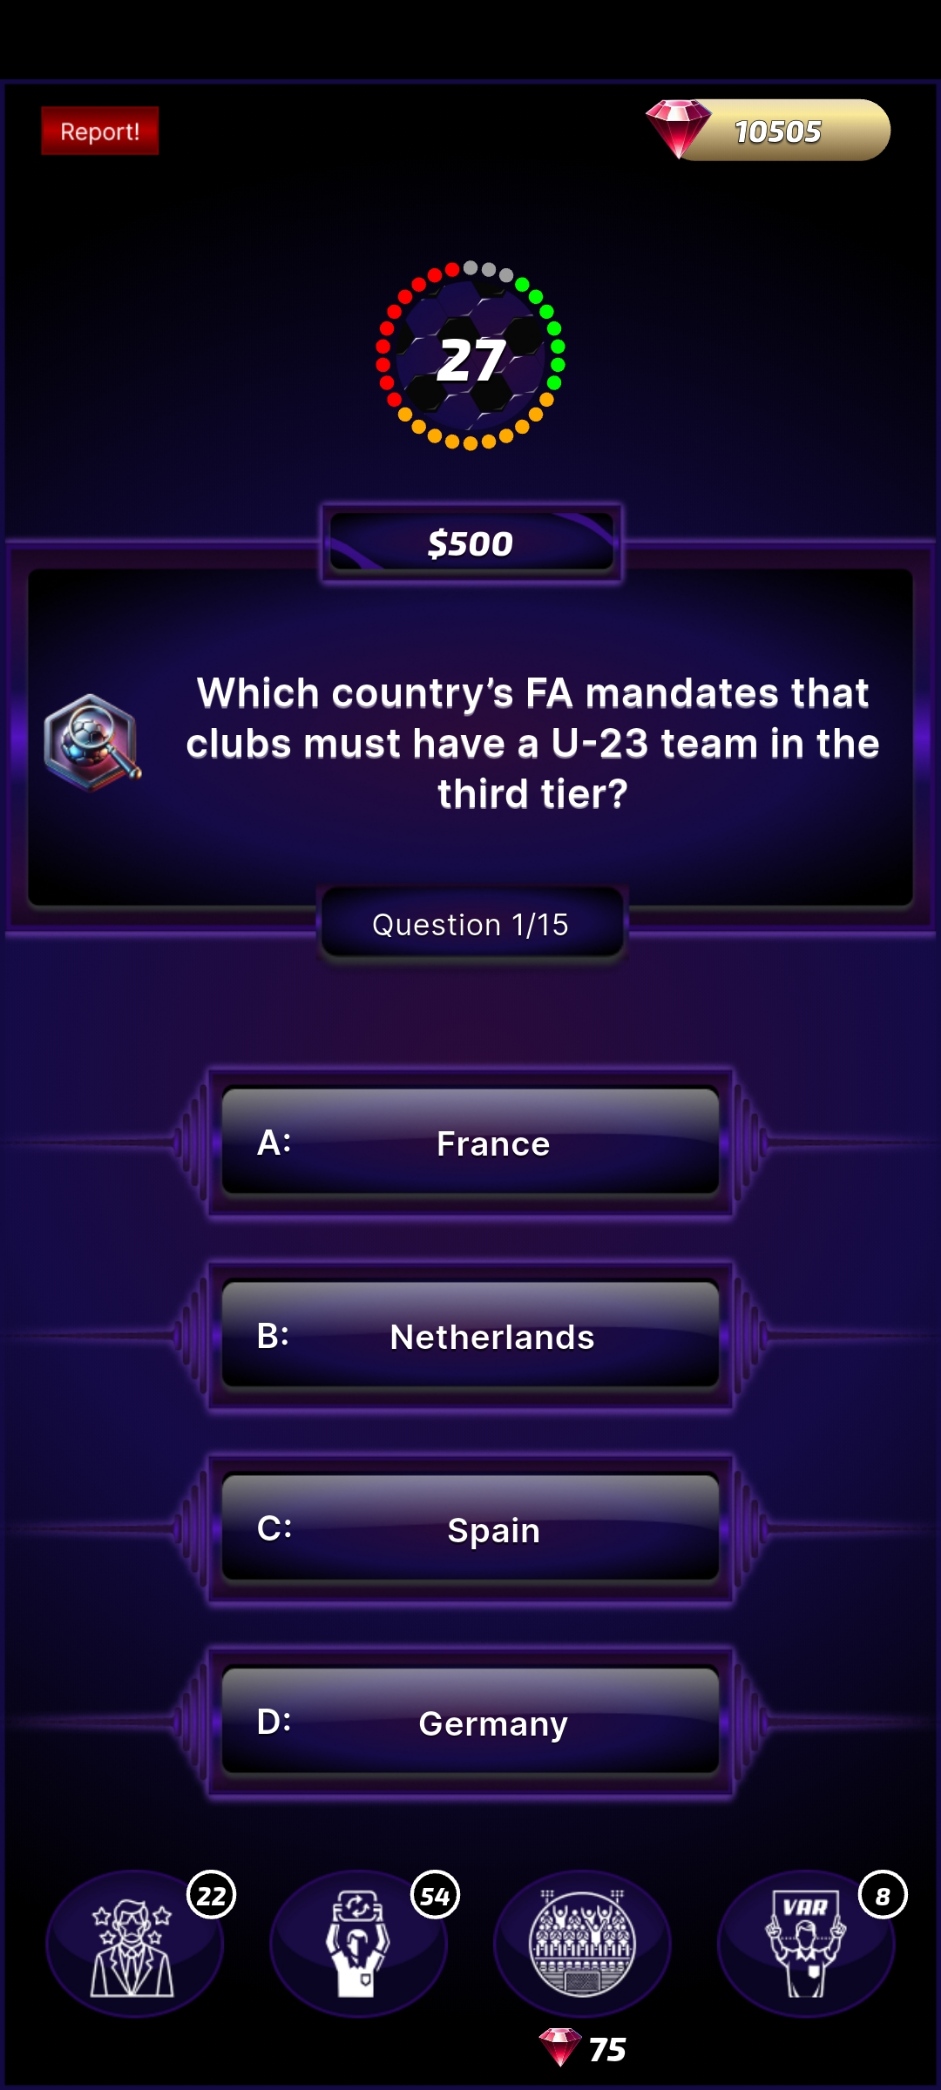 Report!
10505
27
$500
Which country’s FA mandates that
clubs must have a U-23 team in the
third tier?
Question 1/15
A: France
B: Netherlands
C: Spain
D: Germany
22
54
VAR
8
75